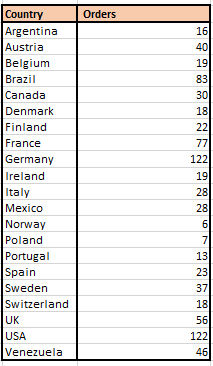 Country Orders
Argentina 16
Austria 40
Belgium 19
Brazil 83
Canada 30
Denmark 18
Finland 22
France 77
Germany 122
Ireland 19
Italy 28
Mexico 28
Norway 6
Poland 7
Portugal 13
Spain 23
Sweden 37
Switzerland 18
UK 56
USA 122
Venezuela 46